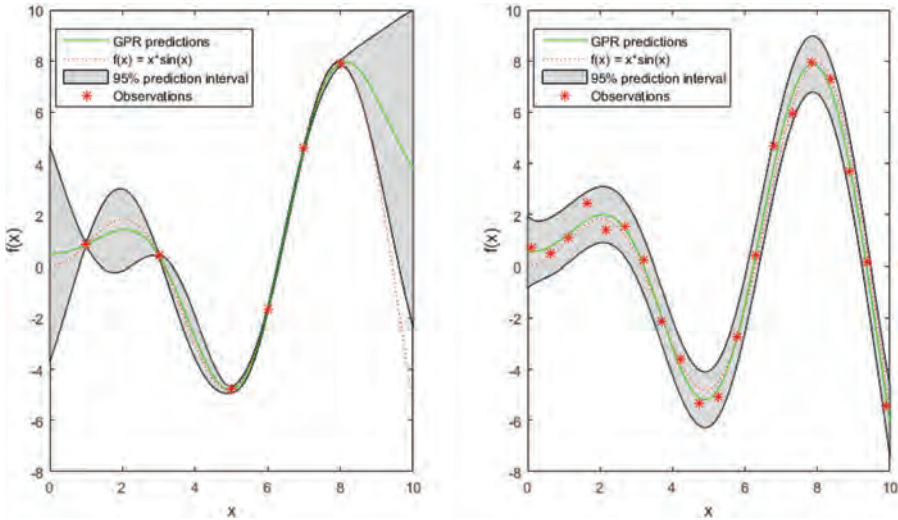 10
8
6
4
2
0
-2
-4
-6
-8
0 2 4 6 8 10
x
f(x)
GPR predictions
f(x) = x*sin(x)
95% prediction interval
Observations
10
8
6
4
2
0
-2
-4
-6
-8
0 2 4 6 8 10
x
f(x)
GPR predictions
f(x) = x*sin(x)
95% prediction interval
Observations